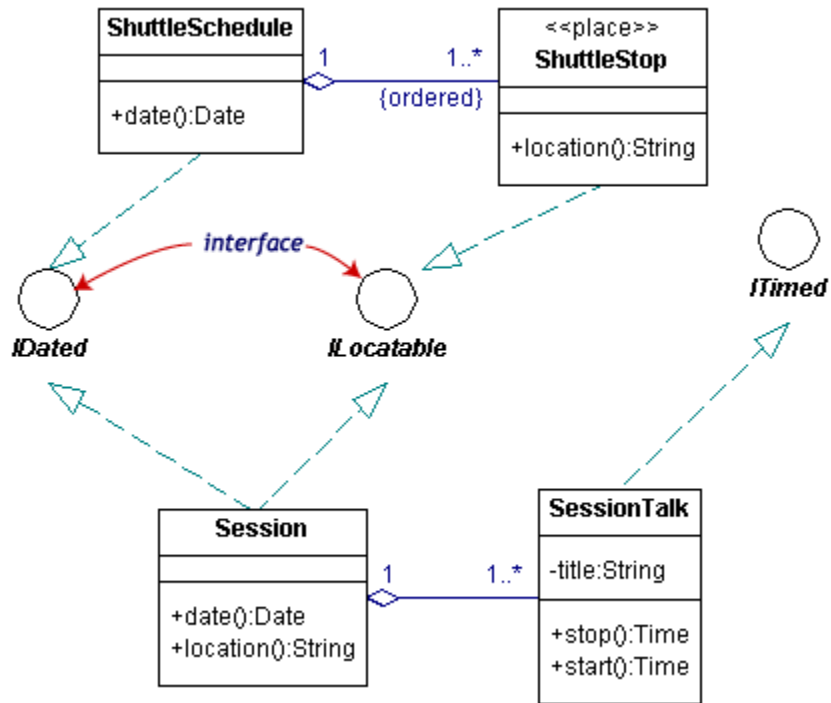 ShuttleSchedule
+date():Date
1
1..*
{ordered}
<<place>>
ShuttleStop
+location():String
interface
IDated
ILocatable
ITimed
Session
+date():Date
+location():String
1
1..*
SessionTalk
-title:String
+stop():Time
+start():Time